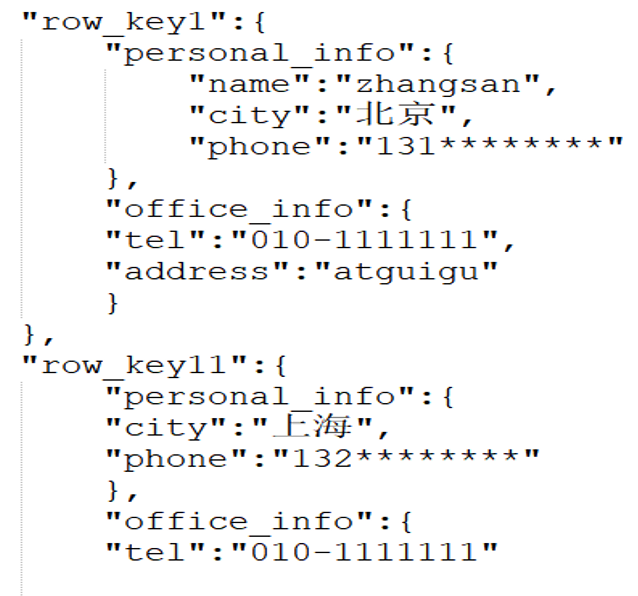 "row_key1":{
"personal_info":{
"name":"zhangsan",
"city":"北京",
"phone":"131********"
},
"office_info":{
"tel":"010-1111111",
"address":"atguigu"
}
},
"row_key11":{
"personal_info":{
"city":"上海",
"phone":"132********"
},
"office_info":{
"tel":"010-1111111"